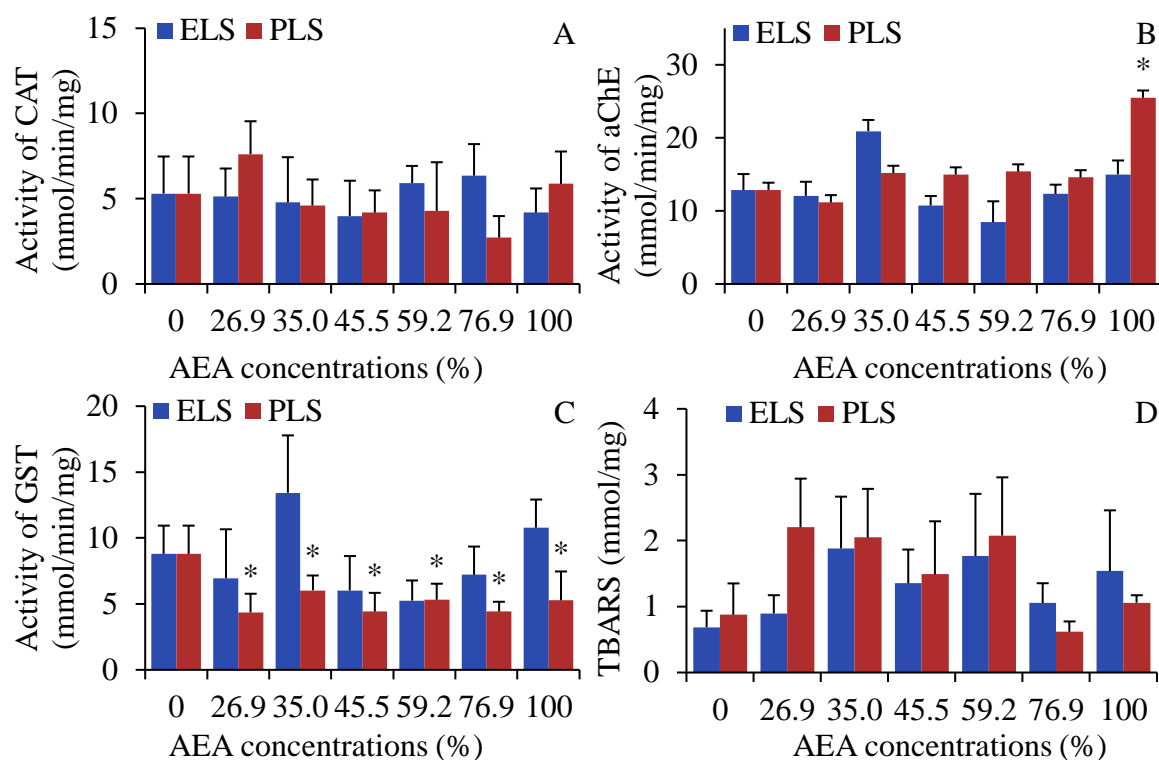 ELS PLS
A
Activity of CAT
(mmol/min/mg)
15
10
5
0
0 26.9 35.0 45.5 59.2 76.9 100
AEA concentrations (%)
ELS PLS
B
Activity of aChE
(mmol/min/mg)
30
20
10
0
*
0 26.9 35.0 45.5 59.2 76.9 100
AEA concentrations (%)
ELS PLS
C
Activity of GST
(mmol/min/mg)
20
15
10
5
0
* * * * * *
0 26.9 35.0 45.5 59.2 76.9 100
AEA concentrations (%)
ELS PLS
D
TBARS (mmol/mg)
4
3
2
1
0
0 26.9 35.0 45.5 59.2 76.9 100
AEA concentrations (%)